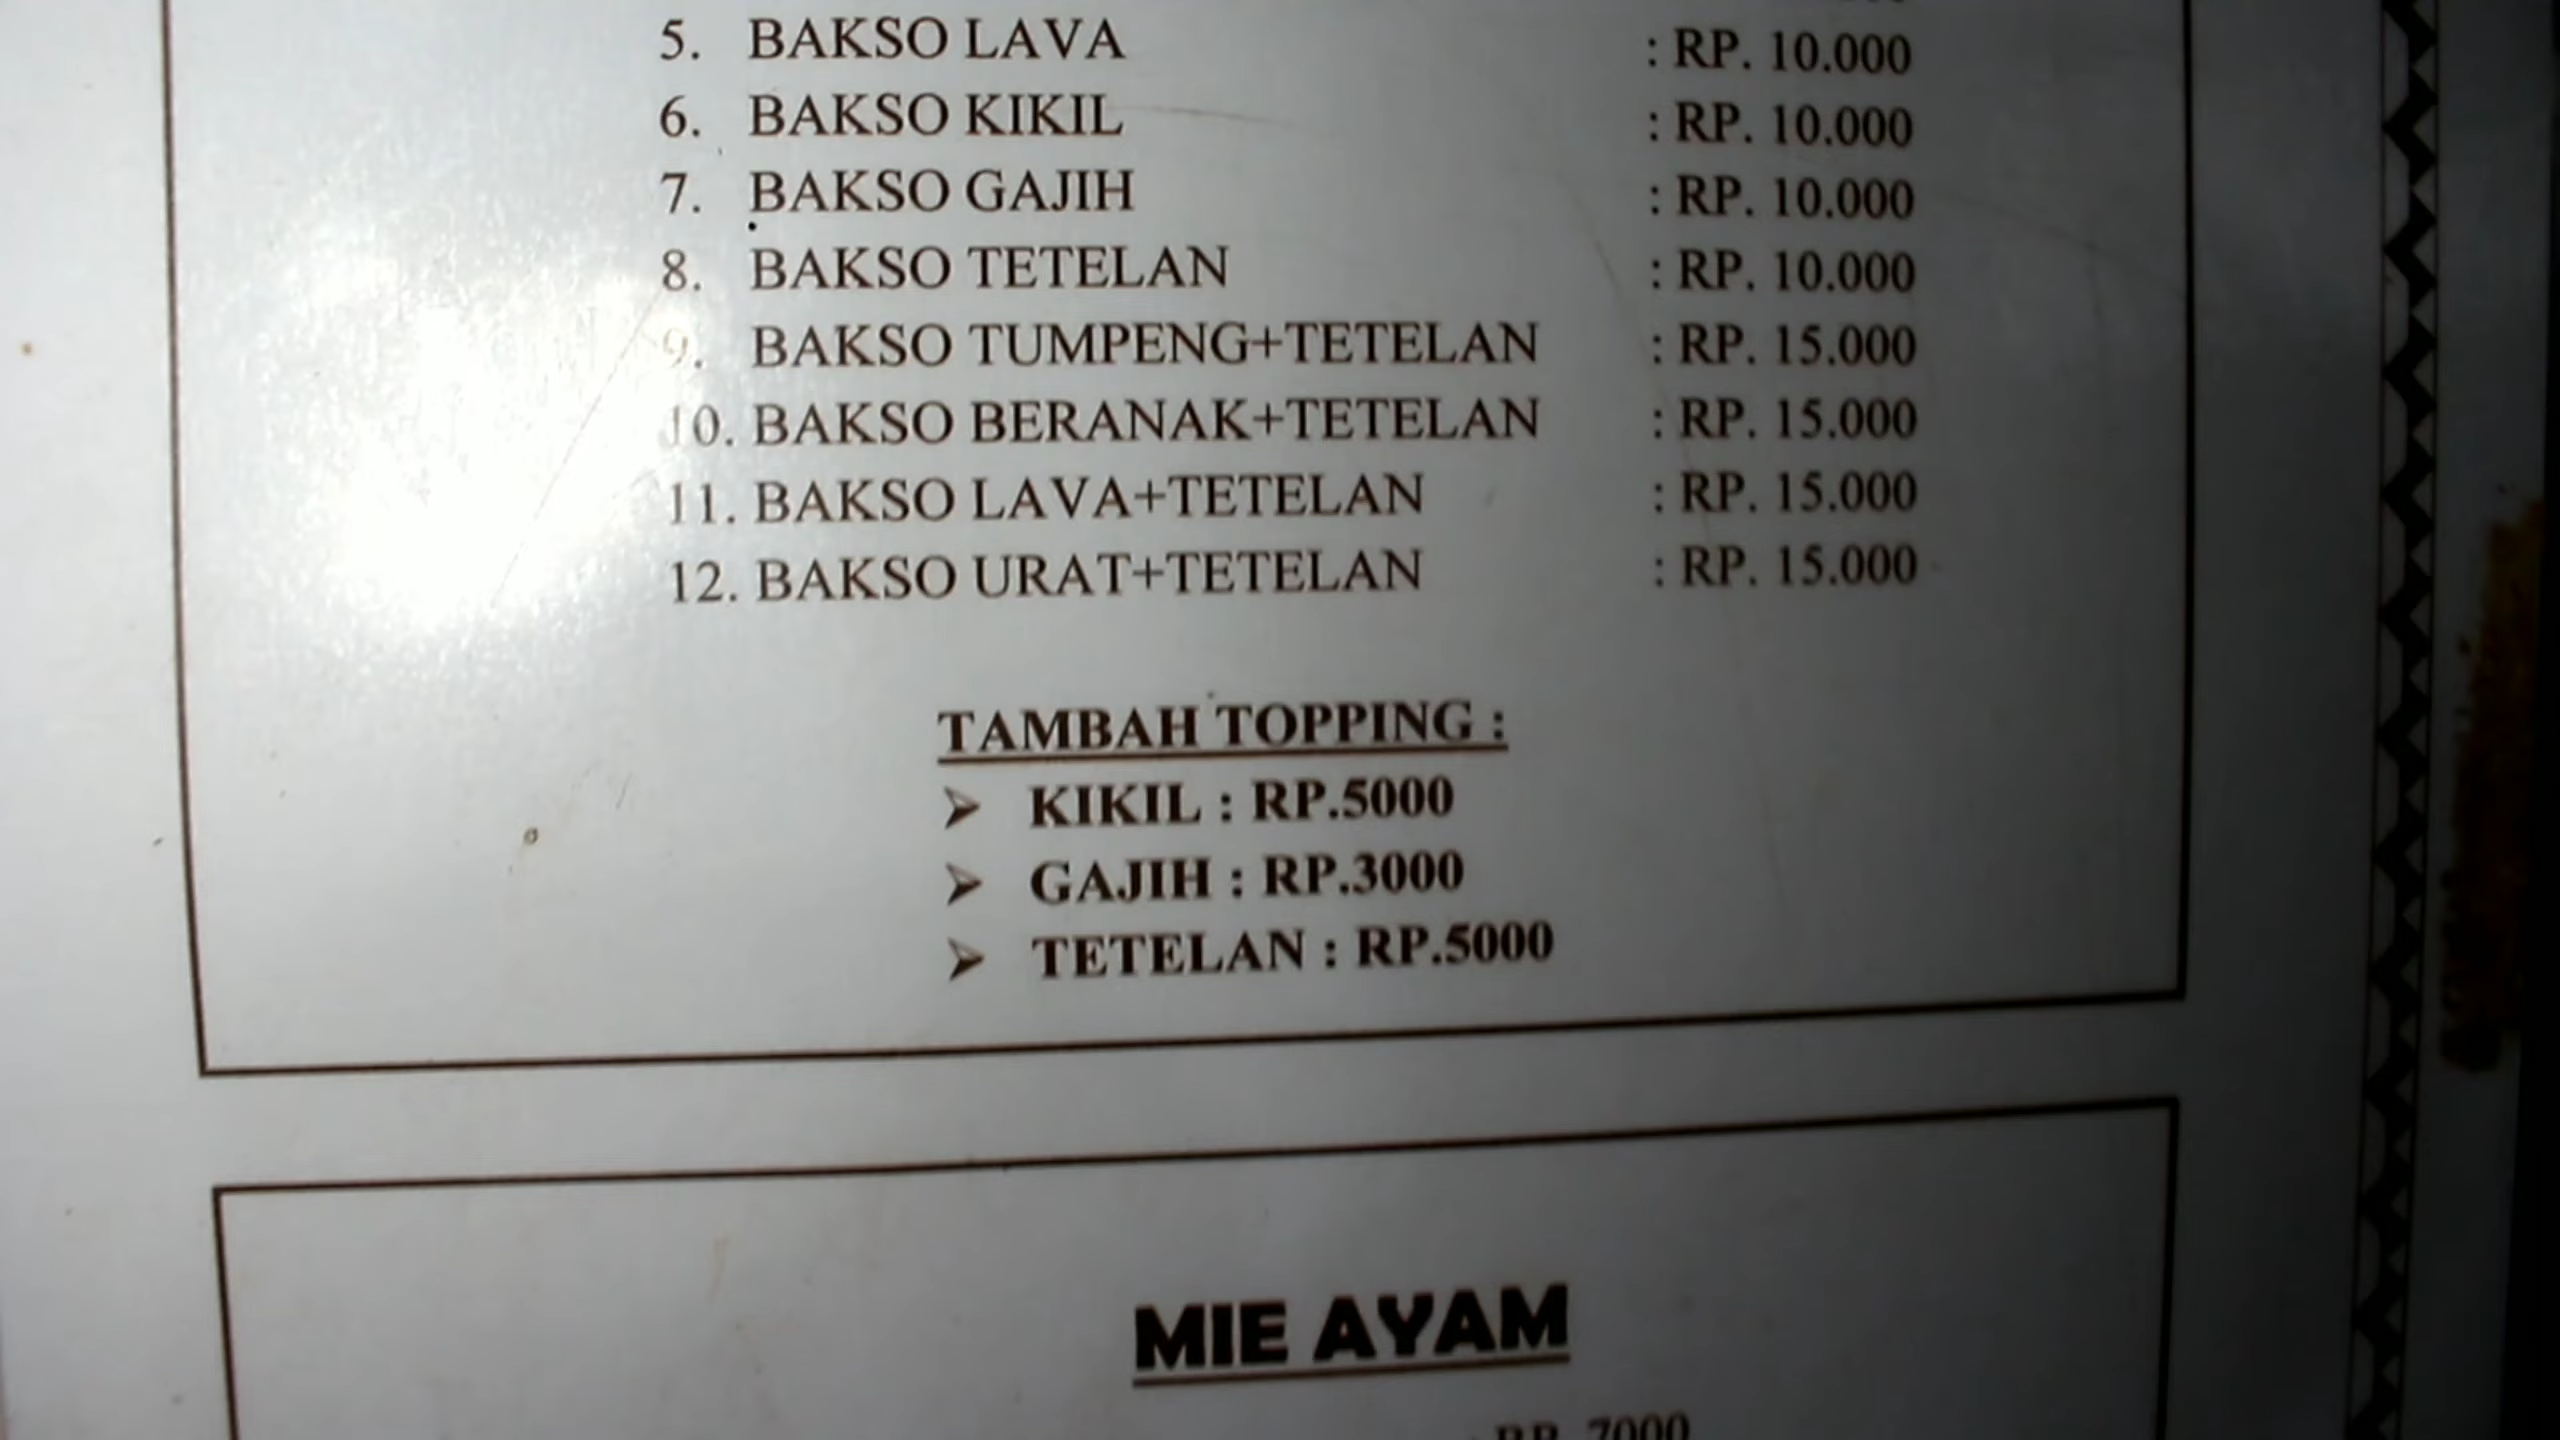 5. BAKSO LAVA : RP. 10.000
6. BAKSO KIKIL : RP. 10.000
7. BAKSO GAJIH : RP. 10.000
8. BAKSO TETELAN : RP. 10.000
9. BAKSO TUMPENG+TETELAN : RP. 15.000
10. BAKSO BERANAK+TETELAN : RP. 15.000
11. BAKSO LAVA+TETELAN : RP. 15.000
12. BAKSO URAT+TETELAN : RP. 15.000
TAMBAH TOPPING :
➢ KIKIL : RP.5000
➢ GAJIH : RP.3000
➢ TETELAN : RP.5000
MIE AYAM
: RP. 7000